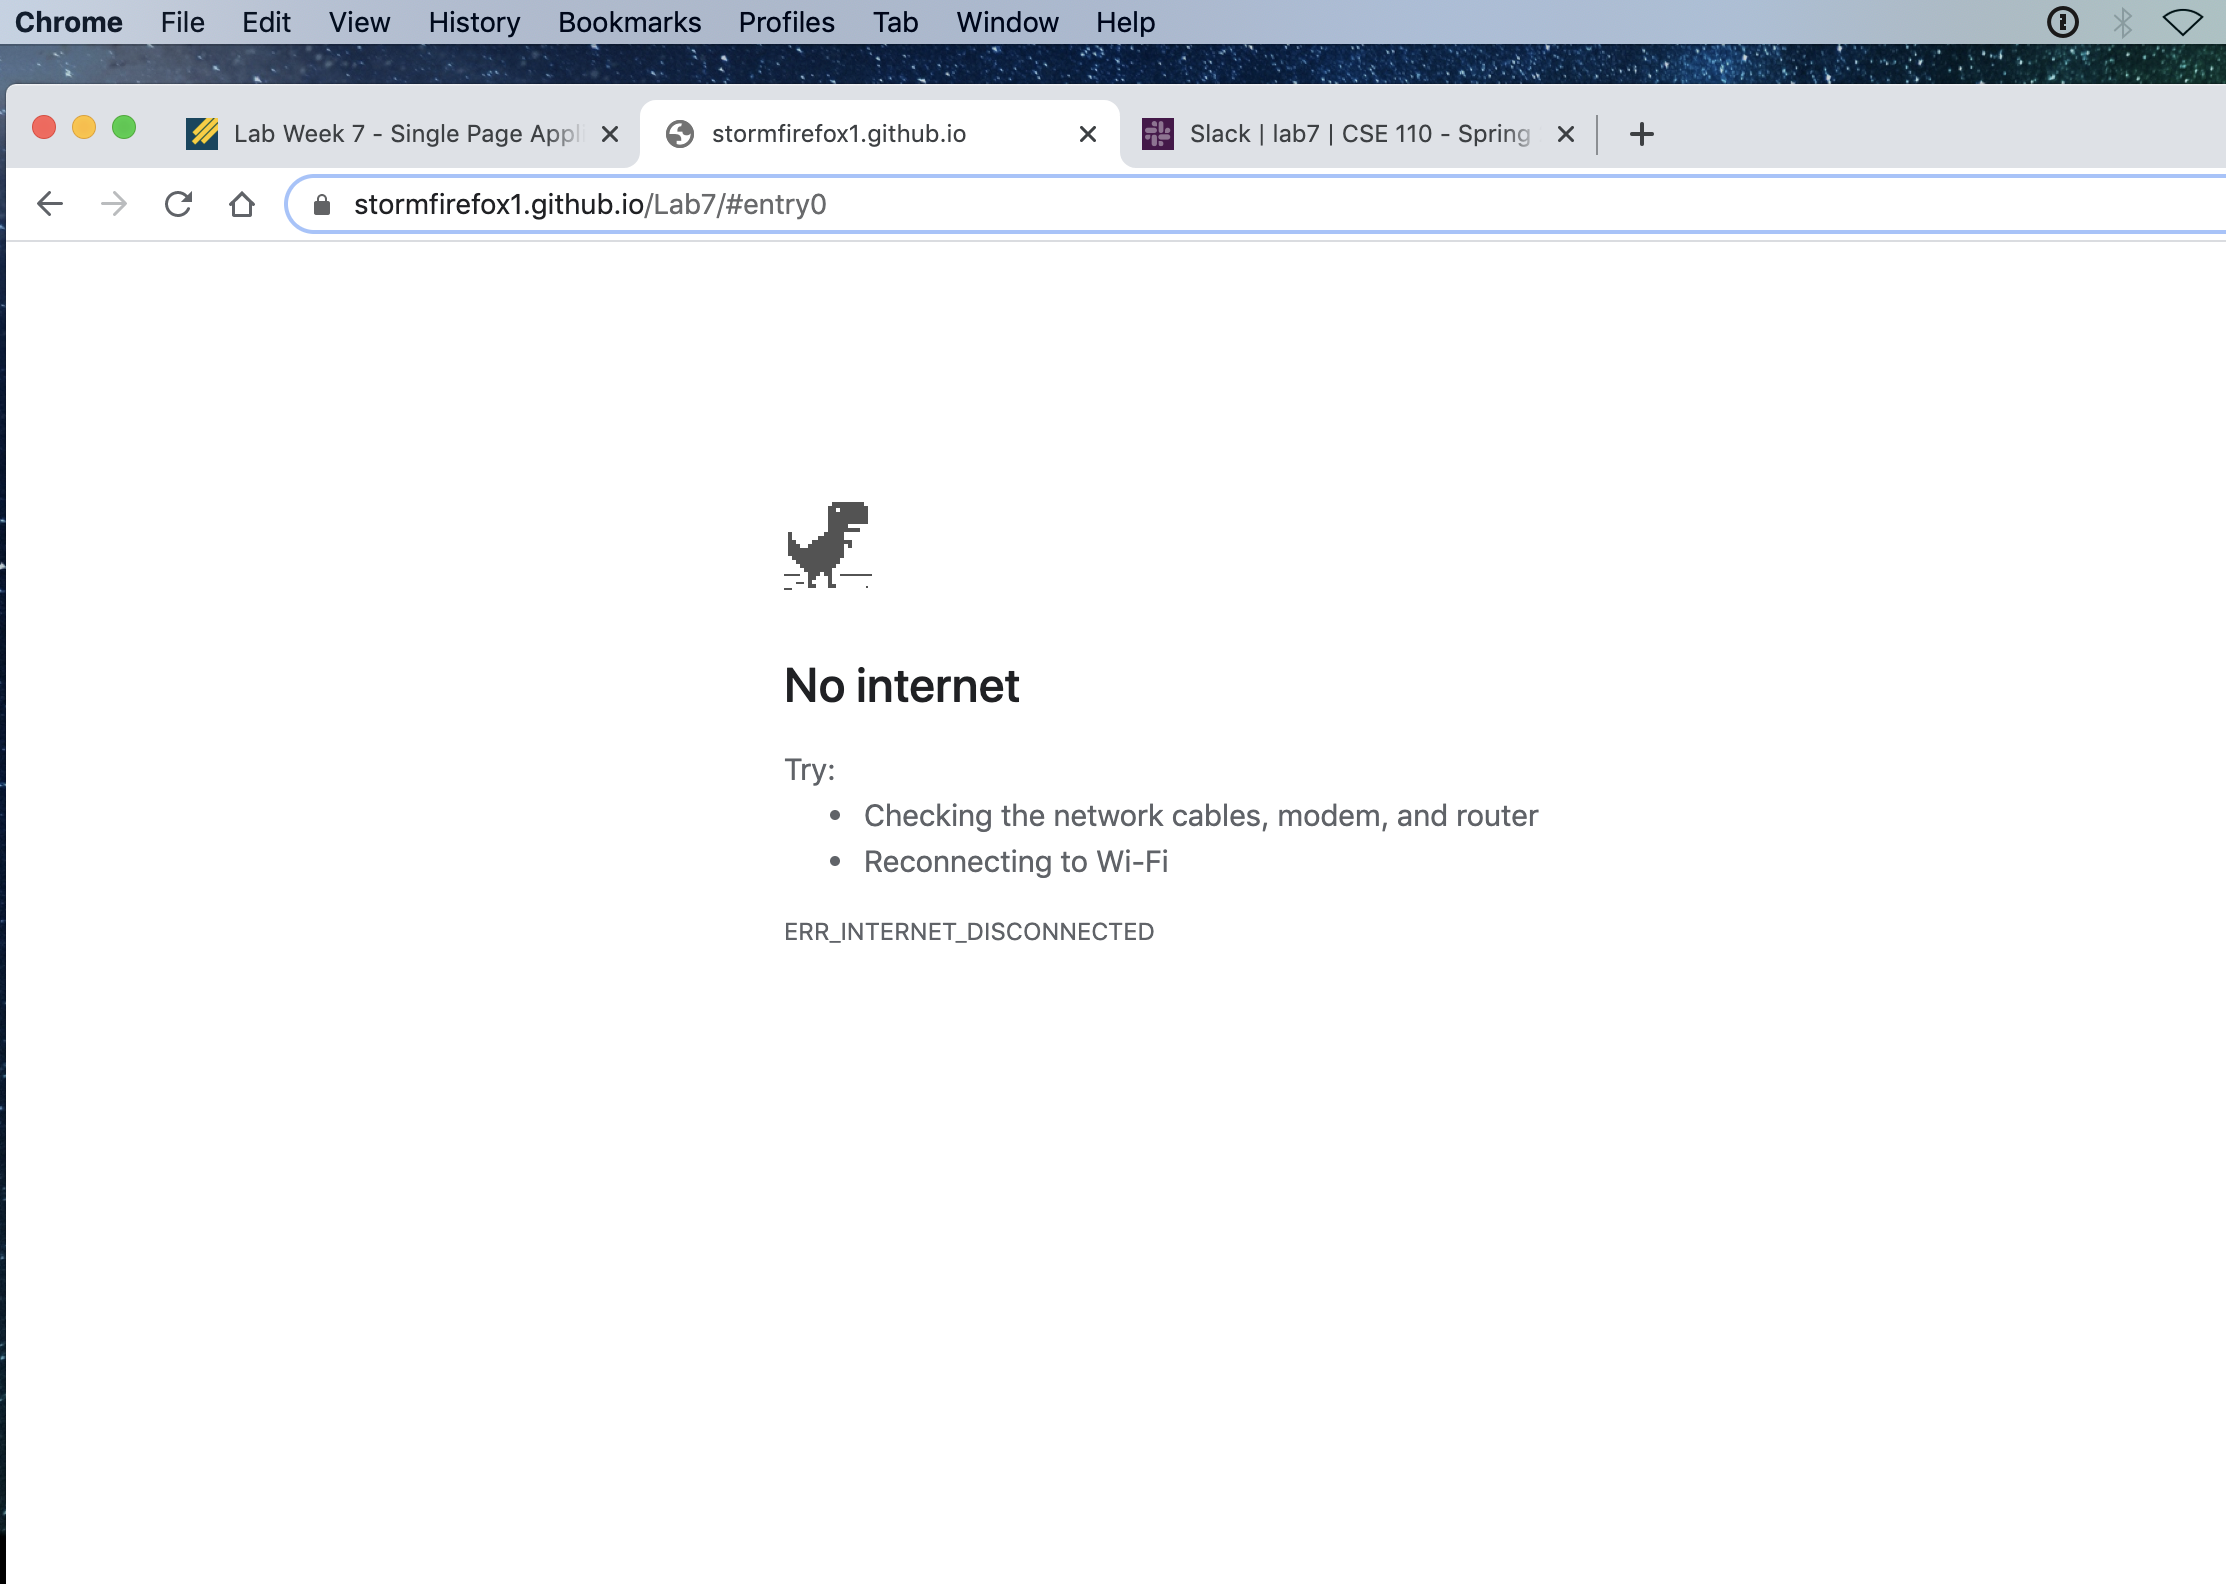 Chrome File Edit View History Bookmarks Profiles Tab Window Help
Lab Week 7 - Single Page Appli stormfirefox1.github.io Slack | lab7 | CSE 110 - Spring
stormfirefox1.github.io/Lab7/#entry0
No internet
Try:
• Checking the network cables, modem, and router
• Reconnecting to Wi-Fi
ERR_INTERNET_DISCONNECTED